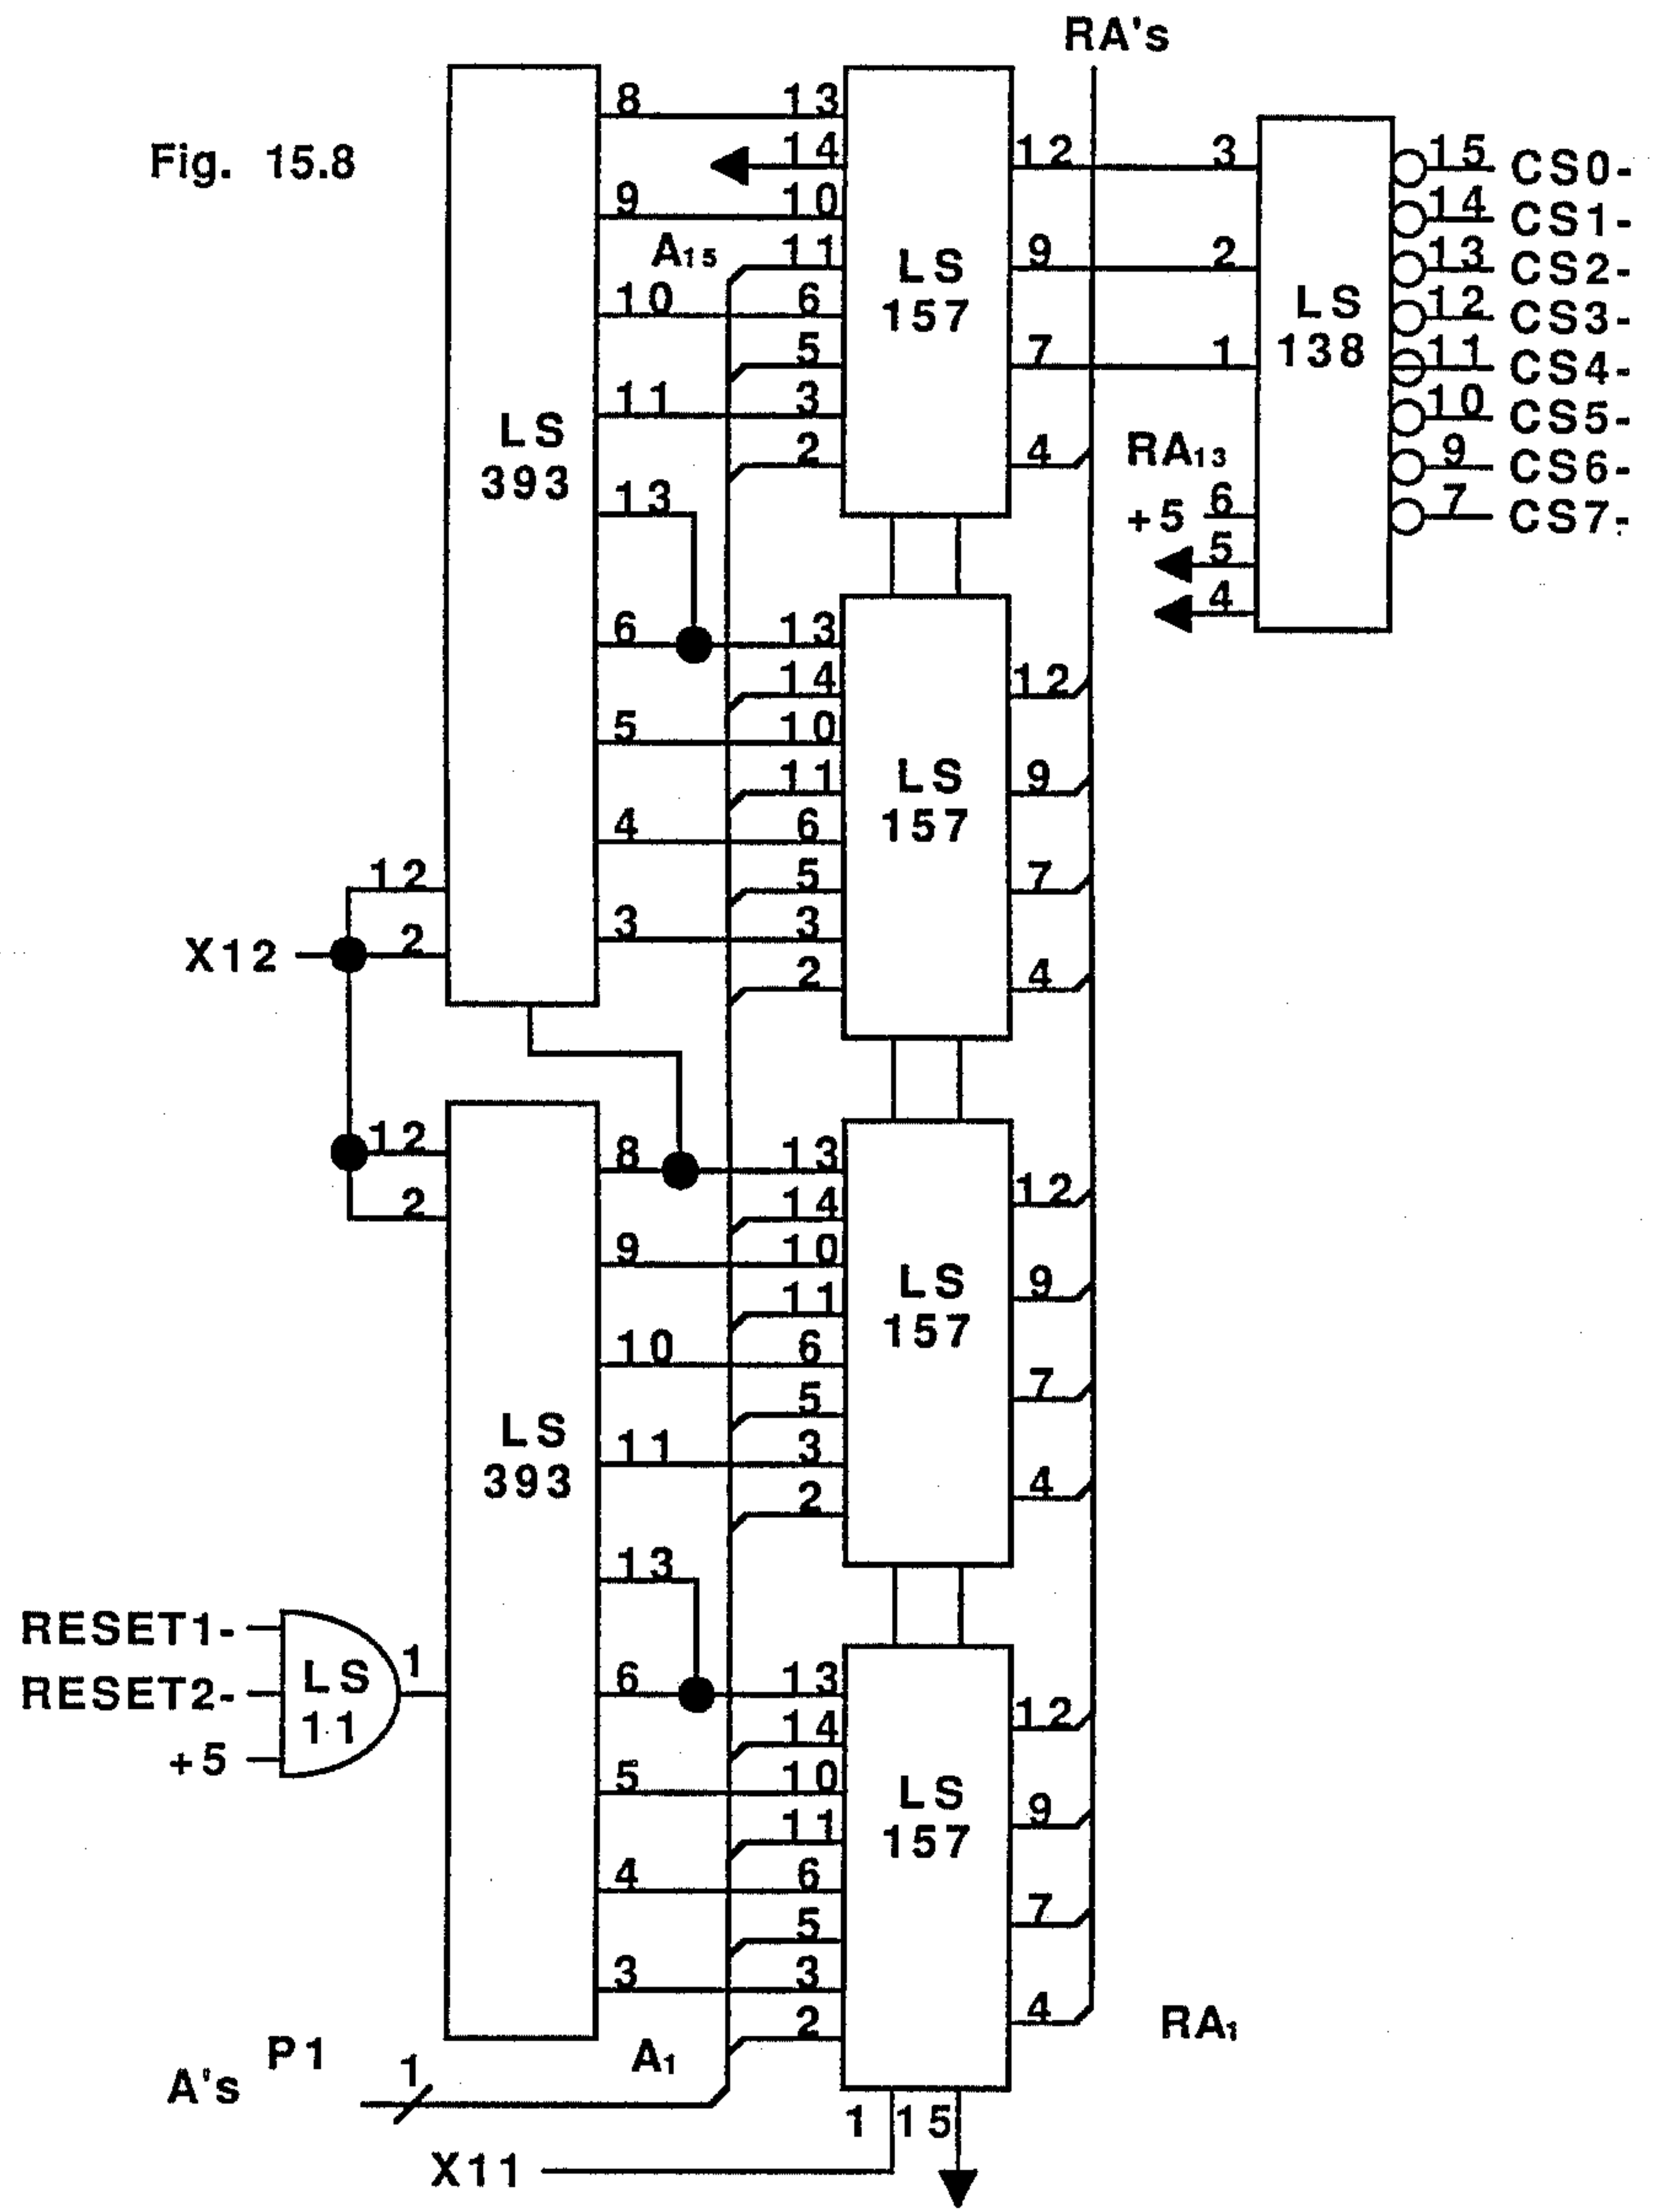 RA's
Fig. 15.8
8 13
14 12 3 15 CS0-
14 CS1-
9 10
A15 11 LS 9 2 13 CS2-
10 6 157 LS 12 CS3-
5 7 1 138 11 CS4-
11 3 10 CS5-
LS 2 4 RA13 9 CS6-
393
13 +5 6 7 CS7-
5
4
6 13
14 12
5 10
11 LS 9
4 6 157
12 5 7
3 3
X12 2
2 4
12 8 13
14 12
2
9 10
11 LS 9
10 6 157
5 7
LS 11 3
393 2 4
13
RESET1-
LS 1 6 13
RESET2- 11
14 12
+5
5 10
11 LS 9
4 6 157
5 7
3 3
2 4 RA1
P1 A1
A's 1
1 15
X11